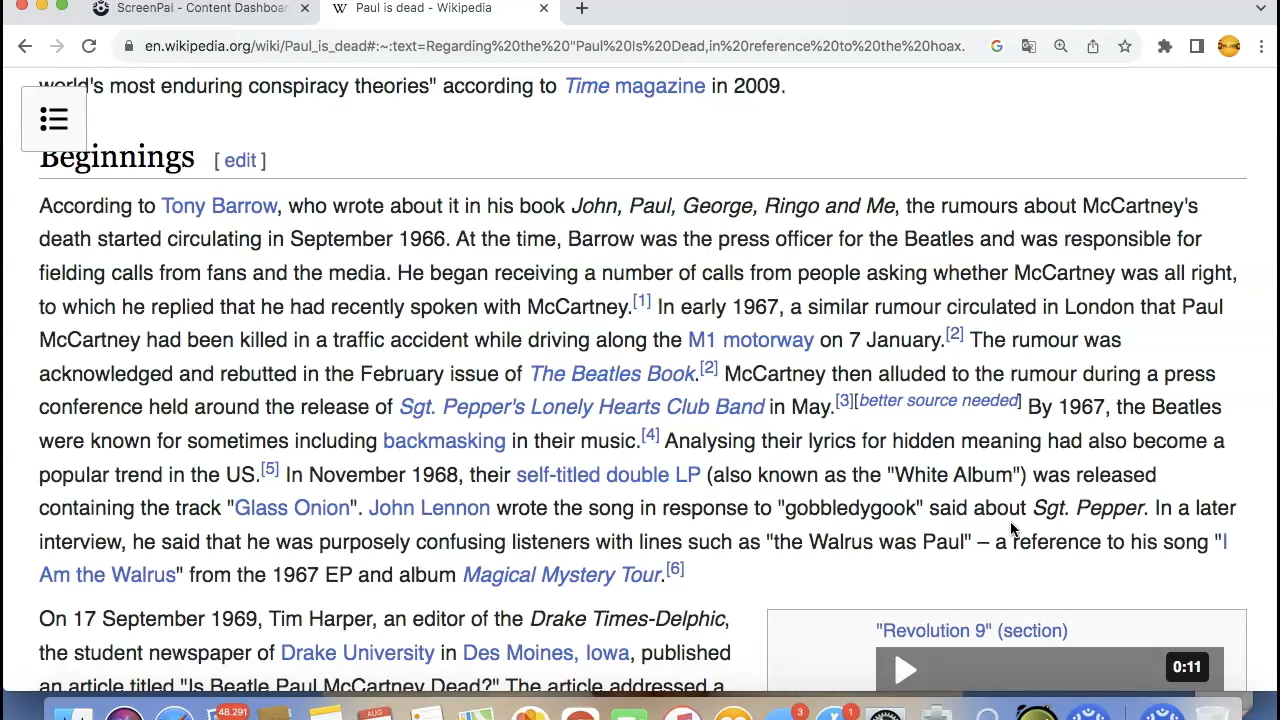 ScreenPal - Content Dashboar
Paul is dead - Wikipedia
en.wikipedia.org/wiki/Paul_is_dead#:~:text=Regarding%20the%20"Paul%20Is%20Dead,in%20reference%20to%20the%20hoax.
world's most enduring conspiracy theories" according to Time magazine in 2009.
Beginnings [ edit ]
According to Tony Barrow, who wrote about it in his book John, Paul, George, Ringo and Me, the rumours about McCartney's
death started circulating in September 1966. At the time, Barrow was the press officer for the Beatles and was responsible for
fielding calls from fans and the media. He began receiving a number of calls from people asking whether McCartney was all right,
to which he replied that he had recently spoken with McCartney.[1] In early 1967, a similar rumour circulated in London that Paul
McCartney had been killed in a traffic accident while driving along the M1 motorway on 7 January.[2] The rumour was
acknowledged and rebutted in the February issue of The Beatles Book.[2] McCartney then alluded to the rumour during a press
conference held around the release of Sgt. Pepper's Lonely Hearts Club Band in May.[3][better source needed] By 1967, the Beatles
were known for sometimes including backmasking in their music.[4] Analysing their lyrics for hidden meaning had also become a
popular trend in the US.[5] In November 1968, their self-titled double LP (also known as the "White Album") was released
containing the track "Glass Onion". John Lennon wrote the song in response to "gobbledygook" said about Sgt. Pepper. In a later
interview, he said that he was purposely confusing listeners with lines such as "the Walrus was Paul" – a reference to his song "I
Am the Walrus" from the 1967 EP and album Magical Mystery Tour.[6]
On 17 September 1969, Tim Harper, an editor of the Drake Times-Delphic,
the student newspaper of Drake University in Des Moines, Iowa, published
an article titled "Is Beatle Paul McCartney Dead?" The article addressed a
"Revolution 9" (section)
0:11
48.291
AUG
3
1